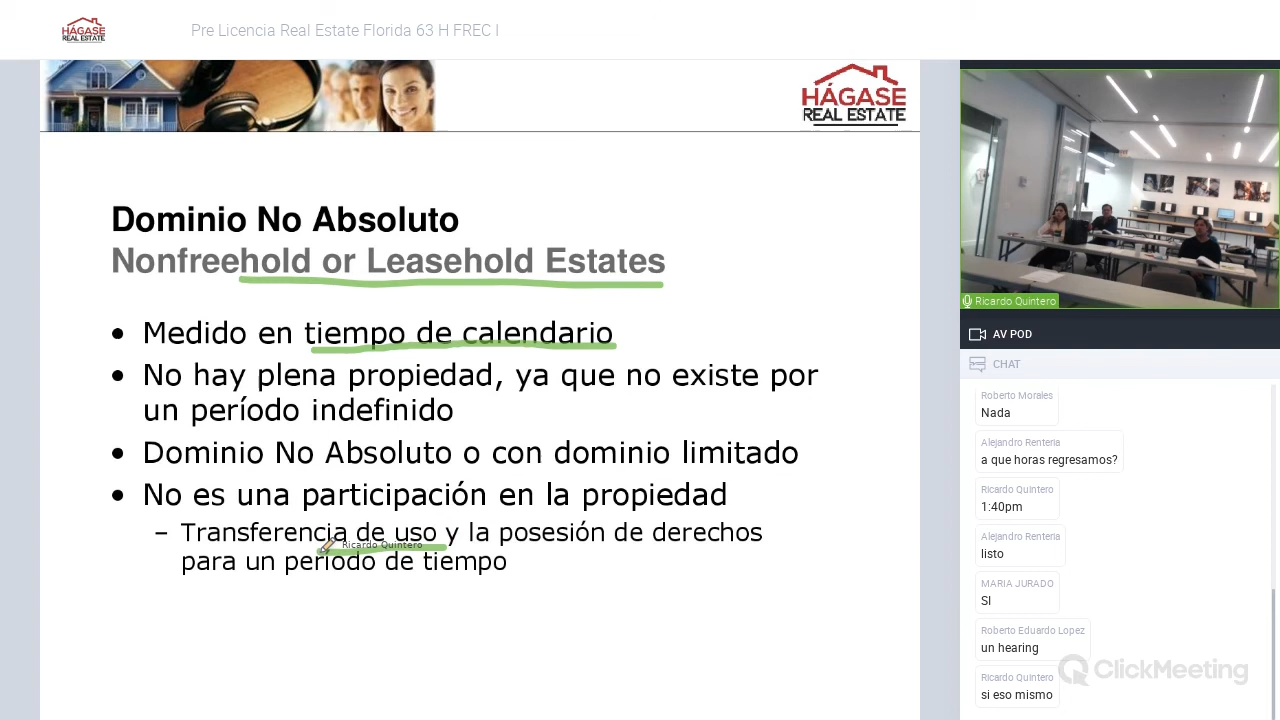 HÁGASE
REAL ESTATE
Pre Licencia Real Estate Florida 63 H FREC I
HÁGASE
REAL ESTATE
Dominio No Absoluto
Nonfreehold or Leasehold Estates
• Medido en tiempo de calendario
• No hay plena propiedad, ya que no existe por
un período indefinido
• Dominio No Absoluto o con dominio limitado
• No es una participación en la propiedad
– Transferencia de uso y la posesión de derechos
Ricardo Quintero
para un período de tiempo
Ricardo Quintero
AV POD
CHAT
Roberto Morales
Nada
Alejandro Renteria
a que horas regresamos?
Ricardo Quintero
1:40pm
Alejandro Renteria
listo
MARIA JURADO
SI
Roberto Eduardo Lopez
un hearing
Ricardo Quintero
si eso mismo
ClickMeeting